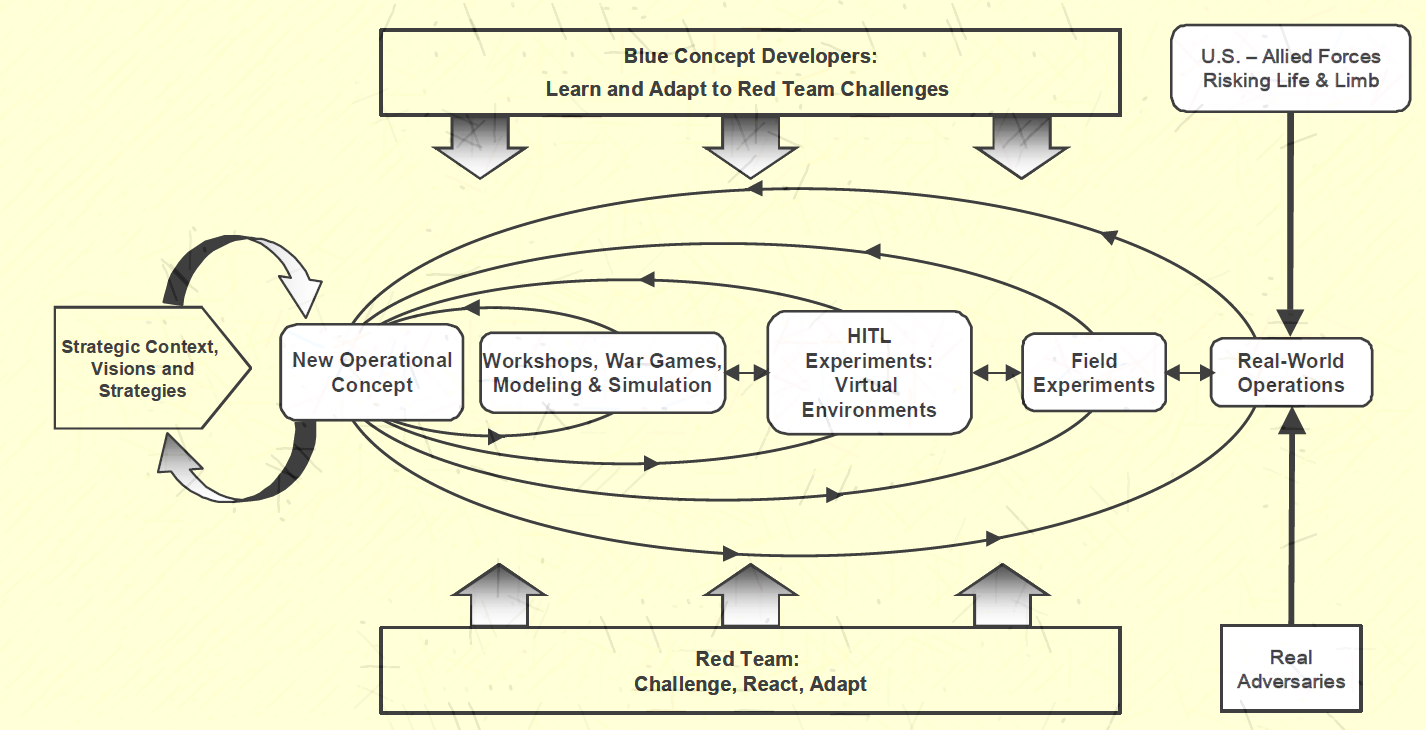 Blue Concept Developers:
Learn and Adapt to Red Team Challenges
U.S. – Allied Forces
Risking Life & Limb
Strategic Context,
Visions and
Strategies
New Operational
Concept
Workshops, War Games,
Modeling & Simulation
HITL
Experiments:
Virtual
Environments
Field
Experiments
Real-World
Operations
Red Team:
Challenge, React, Adapt
Real
Adversaries